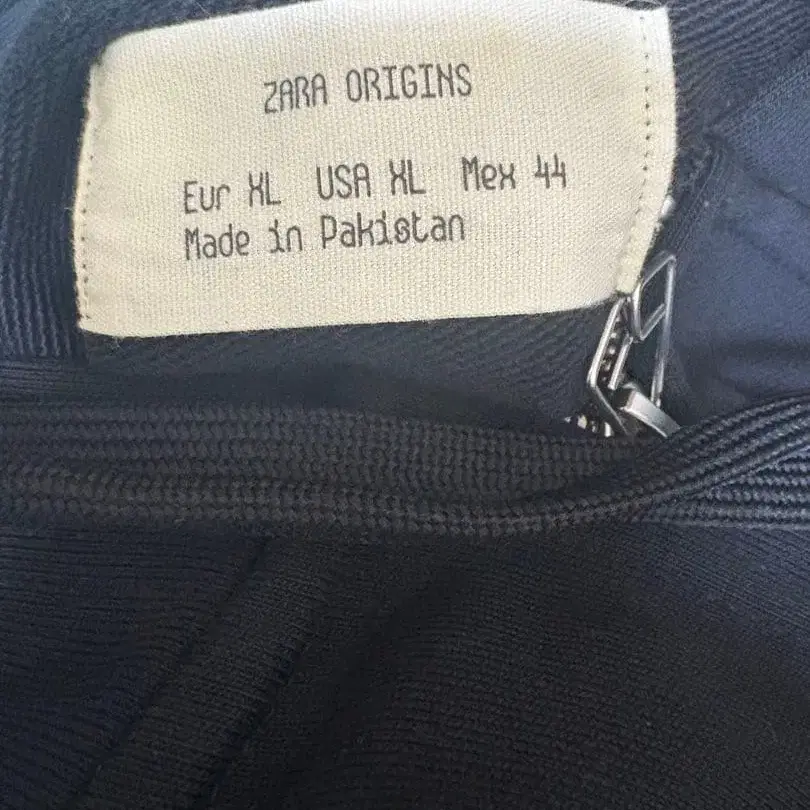 ZARA ORIGINS
Eur XL USA XL Mex 44
Made in Pakistan